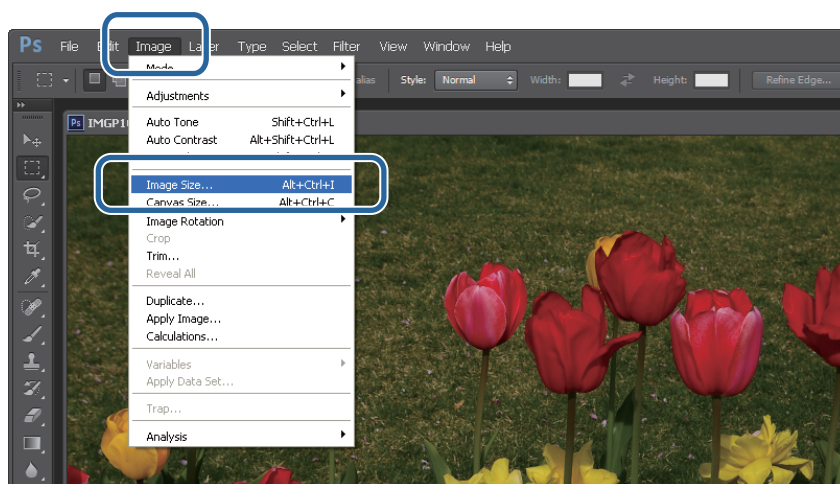 Ps File Edit Image Layer Type Select Filter View Window Help
Style: Normal Width: Height: Refine Edge...
Mode
Adjustments
Ps
Auto Tone Shift+Ctrl+L
Auto Contrast Alt+Shift+Ctrl+L
Image Size... Alt+Ctrl+I
Canvas Size... Alt+Ctrl+C
Image Rotation
Crop
Trim...
Reveal All
Duplicate...
Apply Image...
Calculations...
Variables
Apply Data Set...
Trap...
Analysis